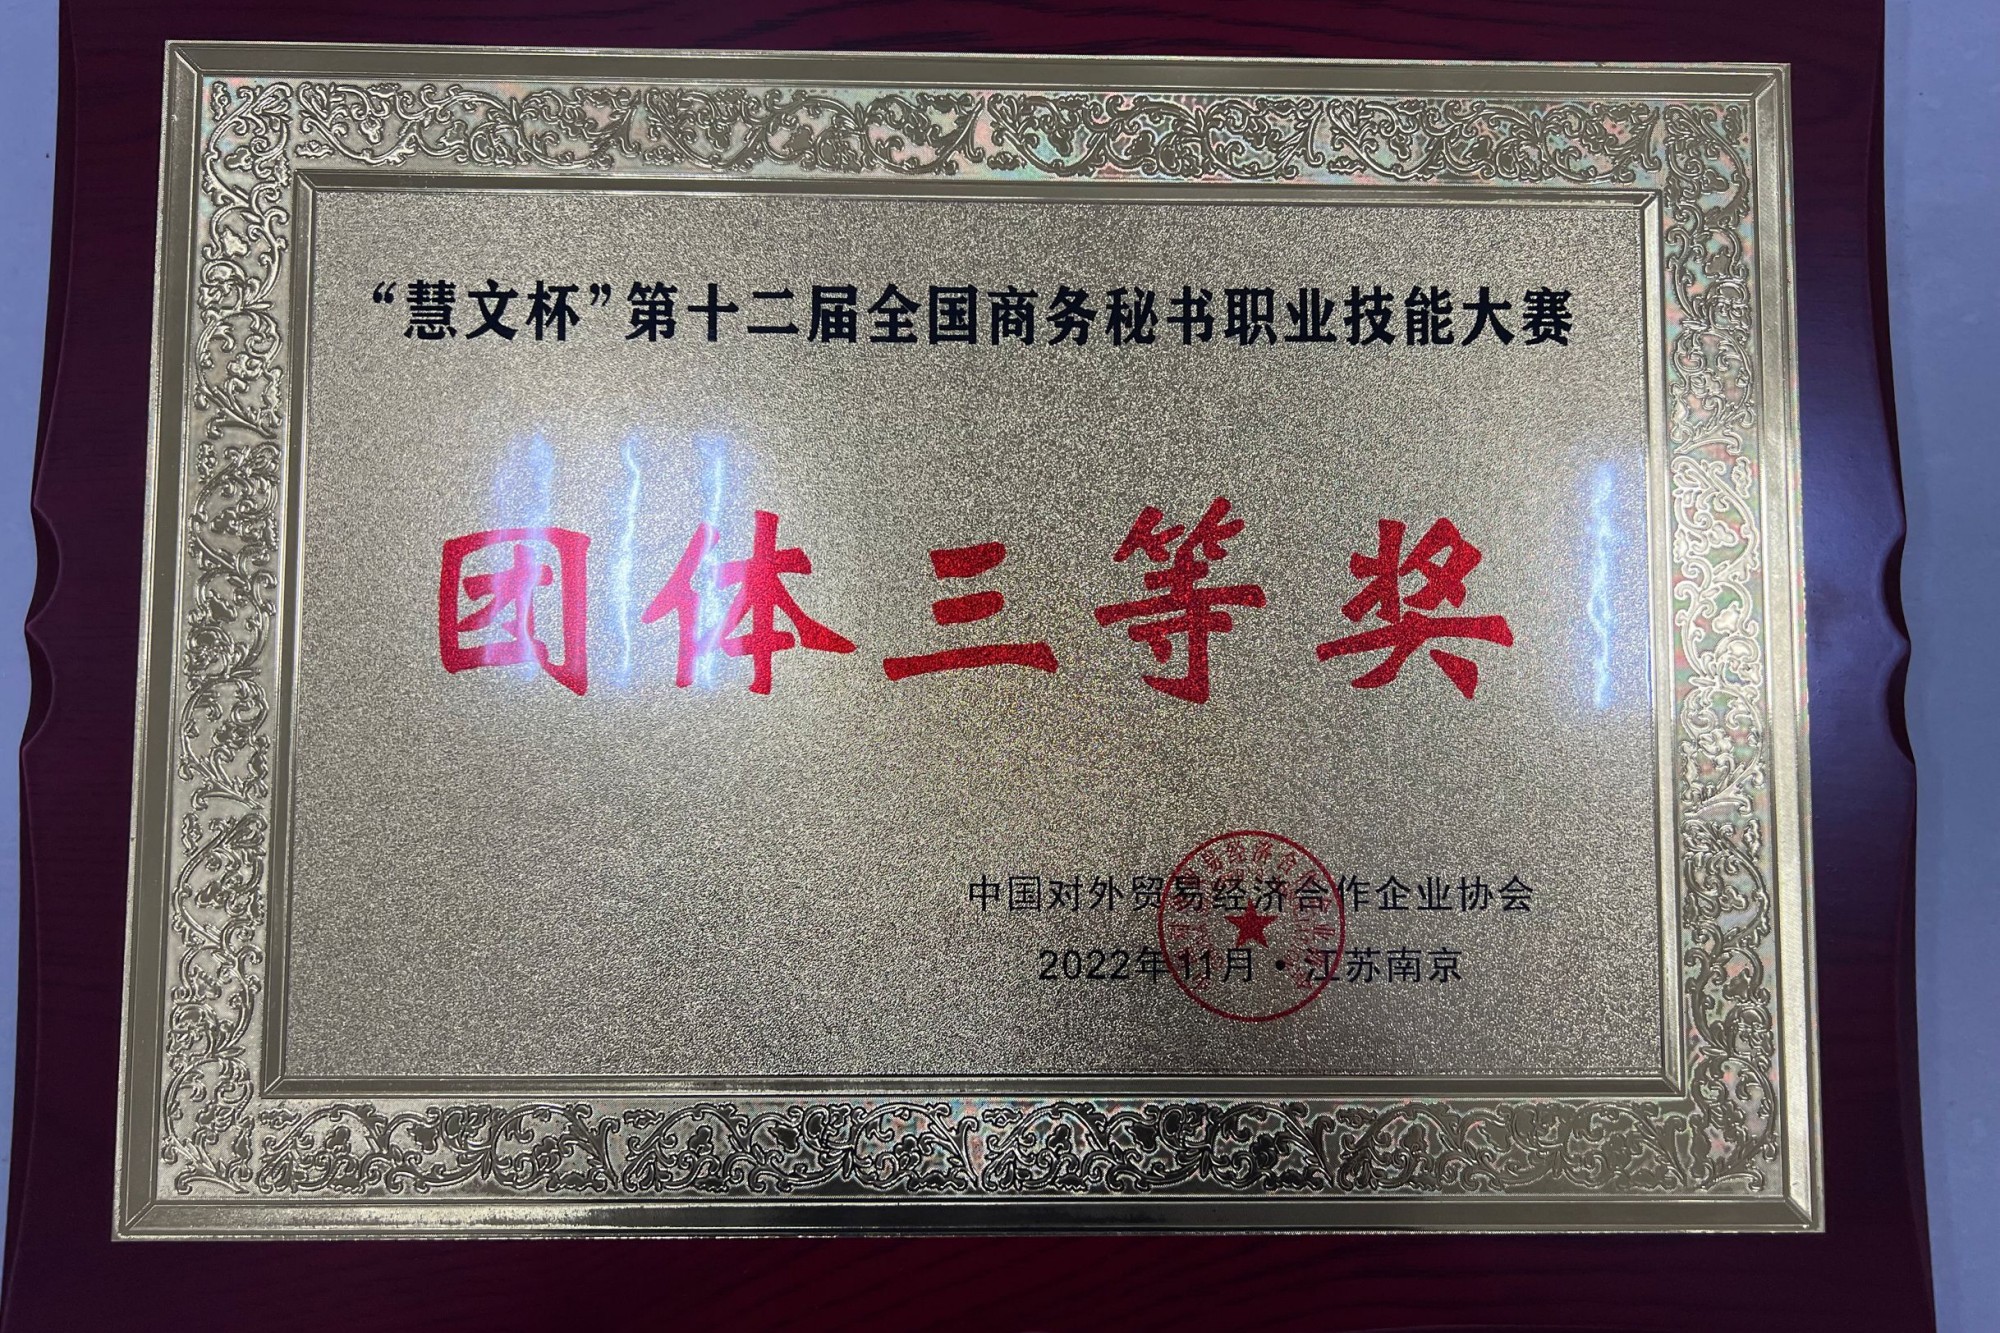 “慧文杯”第十二届全国商务秘书职业技能大赛
团体三等奖
中国对外贸易经济合作企业协会
2022年11月·江苏南京